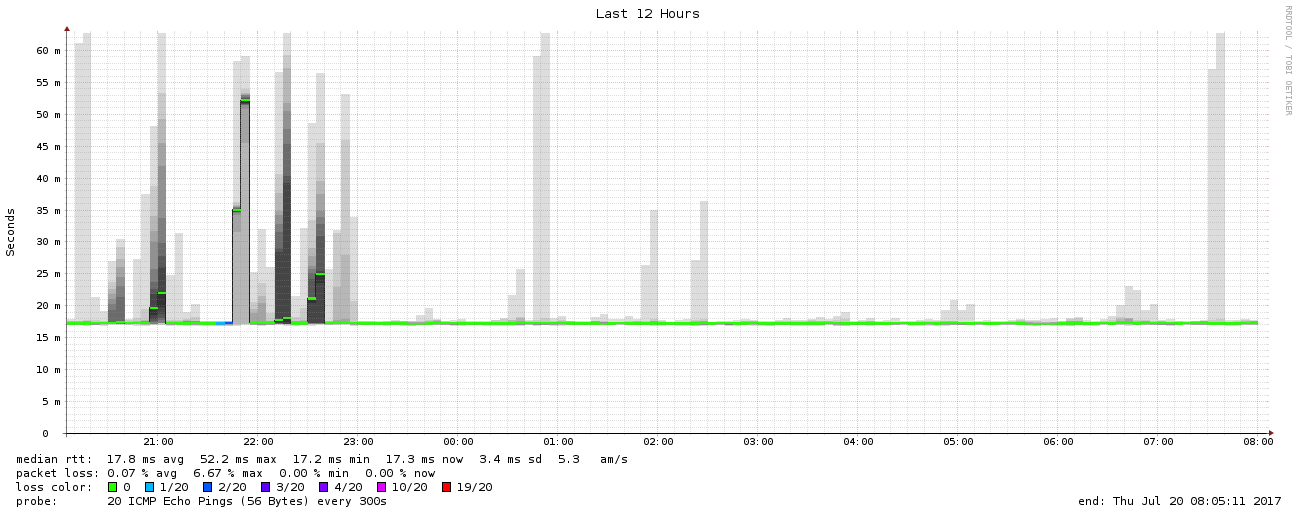 Last 12 Hours
RRDTOOL / TOBI OETIKER
Seconds
60 m
55 m
50 m
45 m
40 m
35 m
30 m
25 m
20 m
15 m
10 m
5 m
0
21:00 22:00 23:00 00:00 01:00 02:00 03:00 04:00 05:00 06:00 07:00 08:00
median rtt: 17.8 ms avg 52.2 ms max 17.2 ms min 17.3 ms now 3.4 ms sd 5.3 am/s
packet loss: 0.07 % avg 6.67 % max 0.00 % min 0.00 % now
loss color: 0 1/20 2/20 3/20 4/20 10/20 19/20
probe: 20 ICMP Echo Pings (56 Bytes) every 300s end: Thu Jul 20 08:05:11 2017